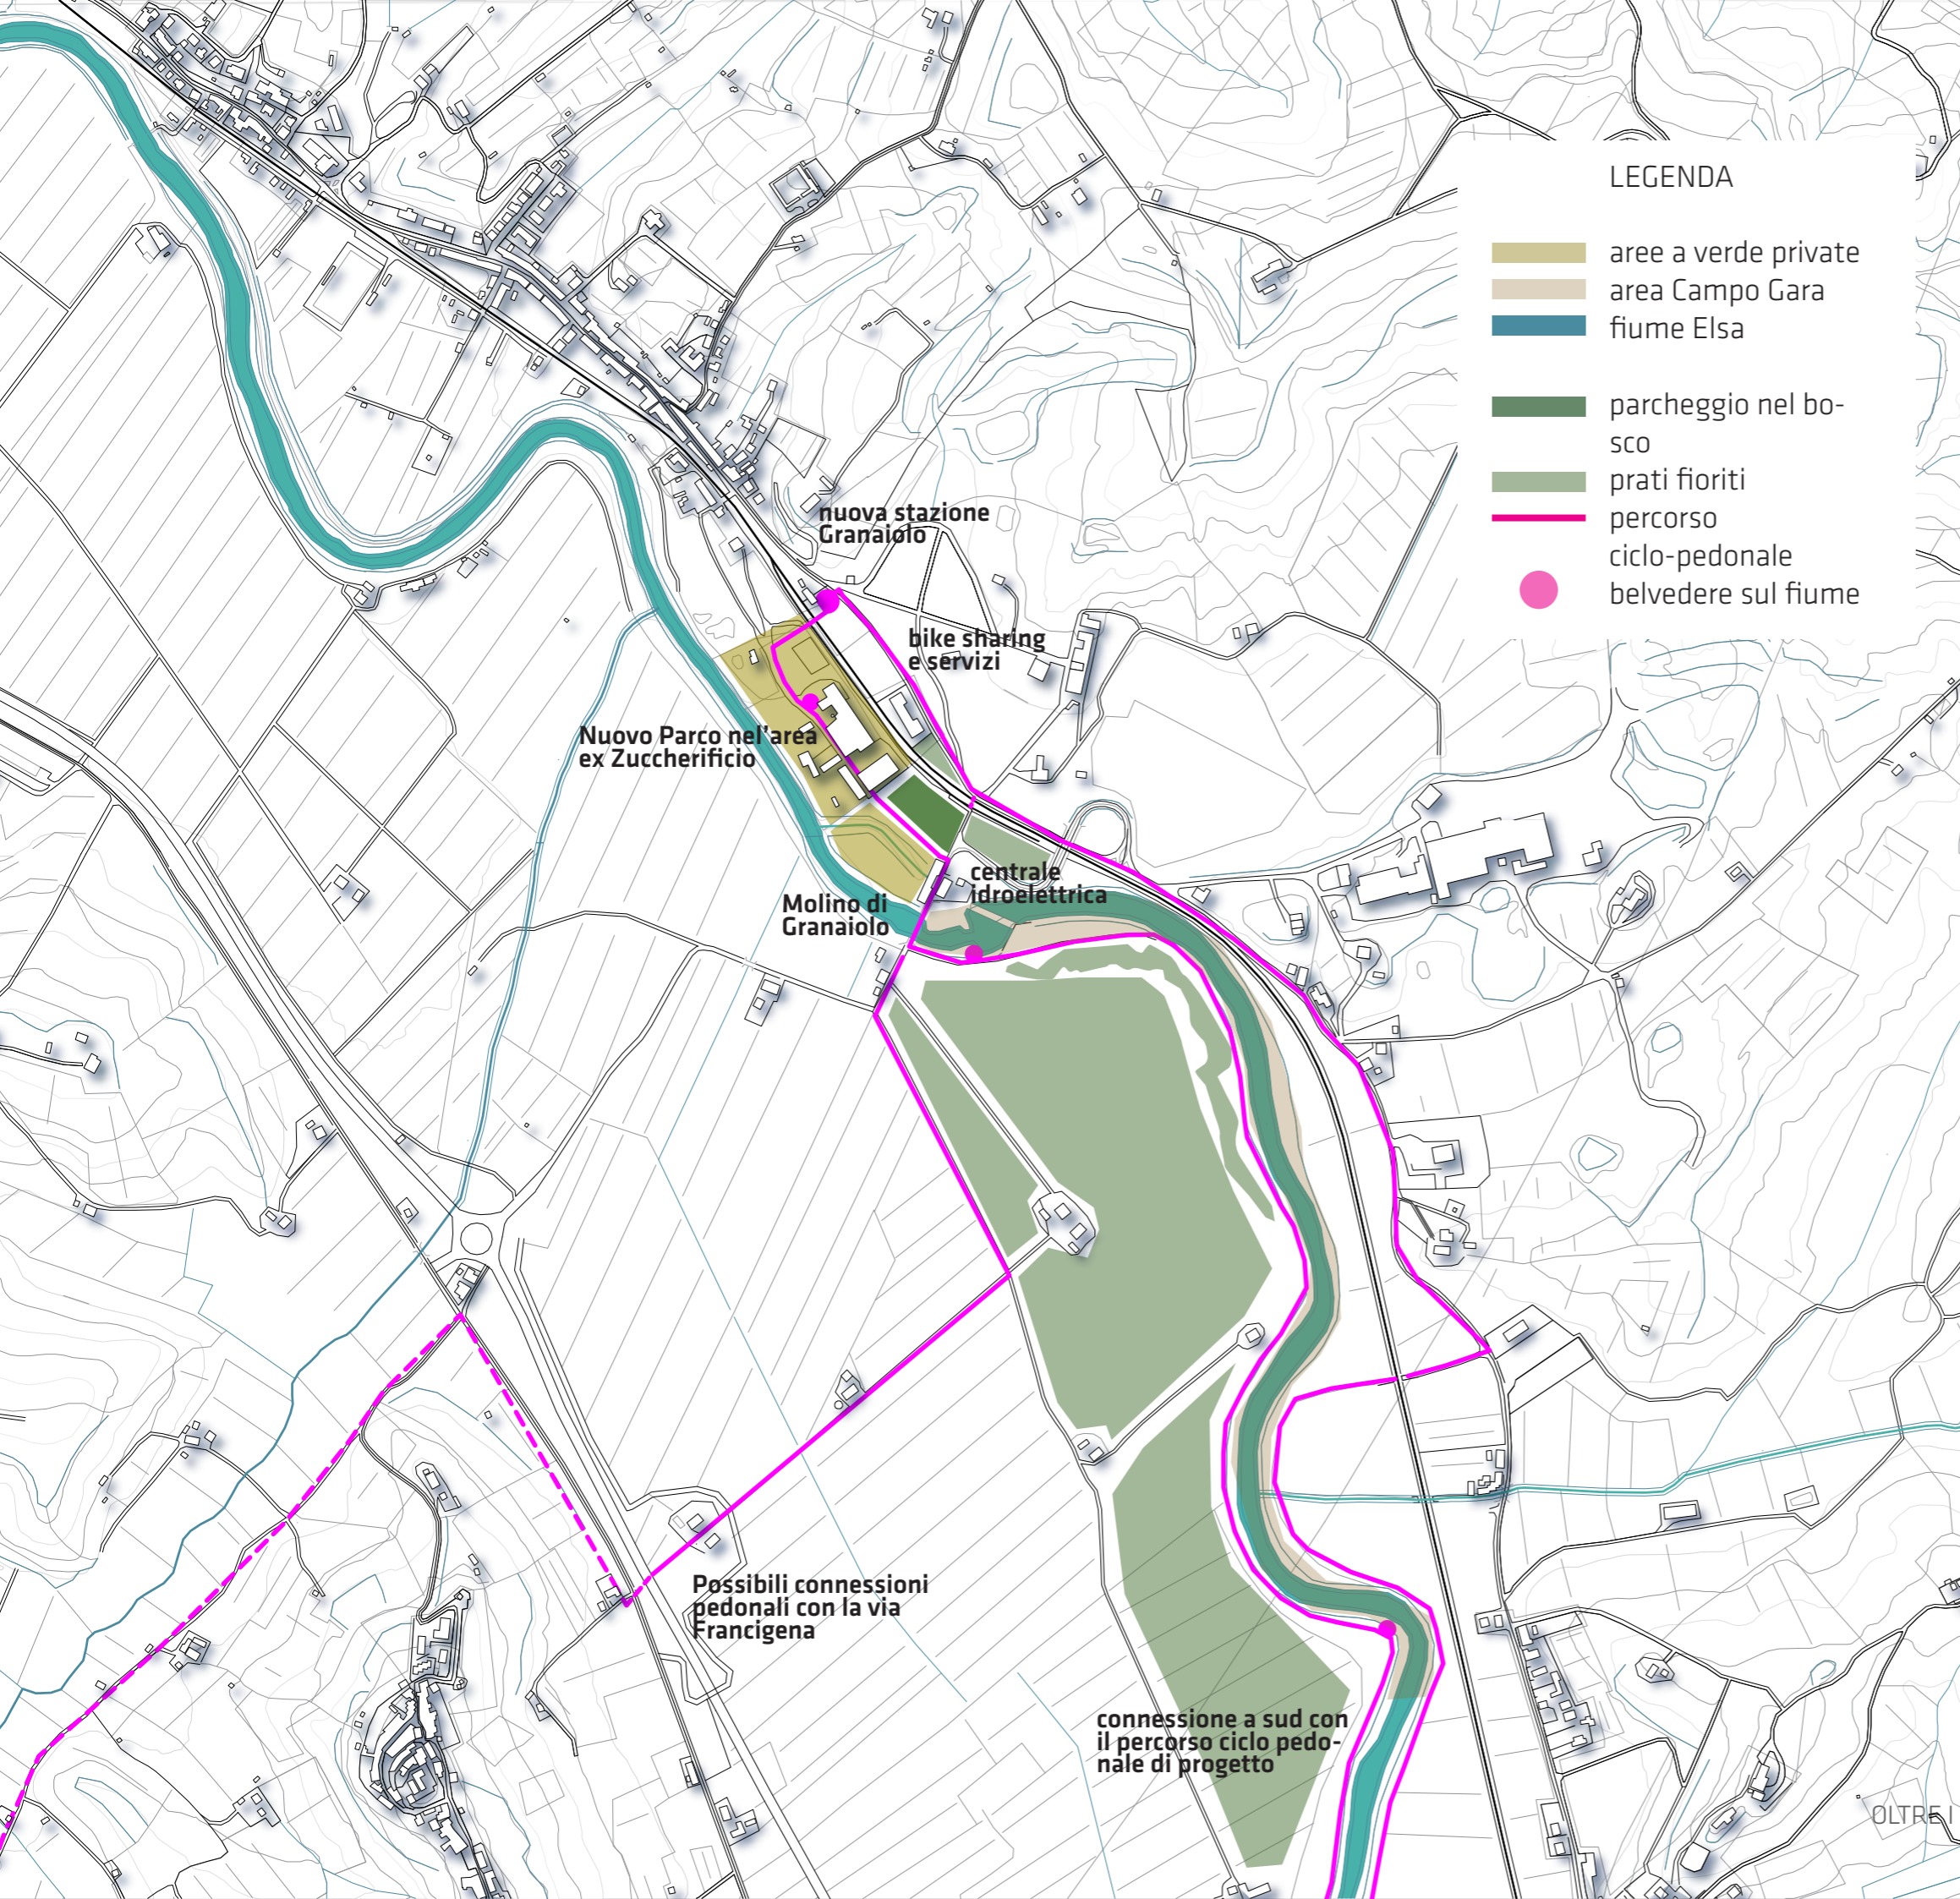 LEGENDA
aree a verde private
area Campo Gara
fiume Elsa
parcheggio nel bo-
sco
prati fioriti
percorso
ciclo-pedonale
belvedere sul fiume
nuova stazione
Granaiolo
bike sharing
e servizi
Nuovo Parco nel'area
ex Zuccherificio
centrale
idroelettrica
Molino di
Granaiolo
Possibili connessioni
pedonali con la via
Francigena
connessione a sud con
il percorso ciclo pedo-
nale di progetto
OLTRE I